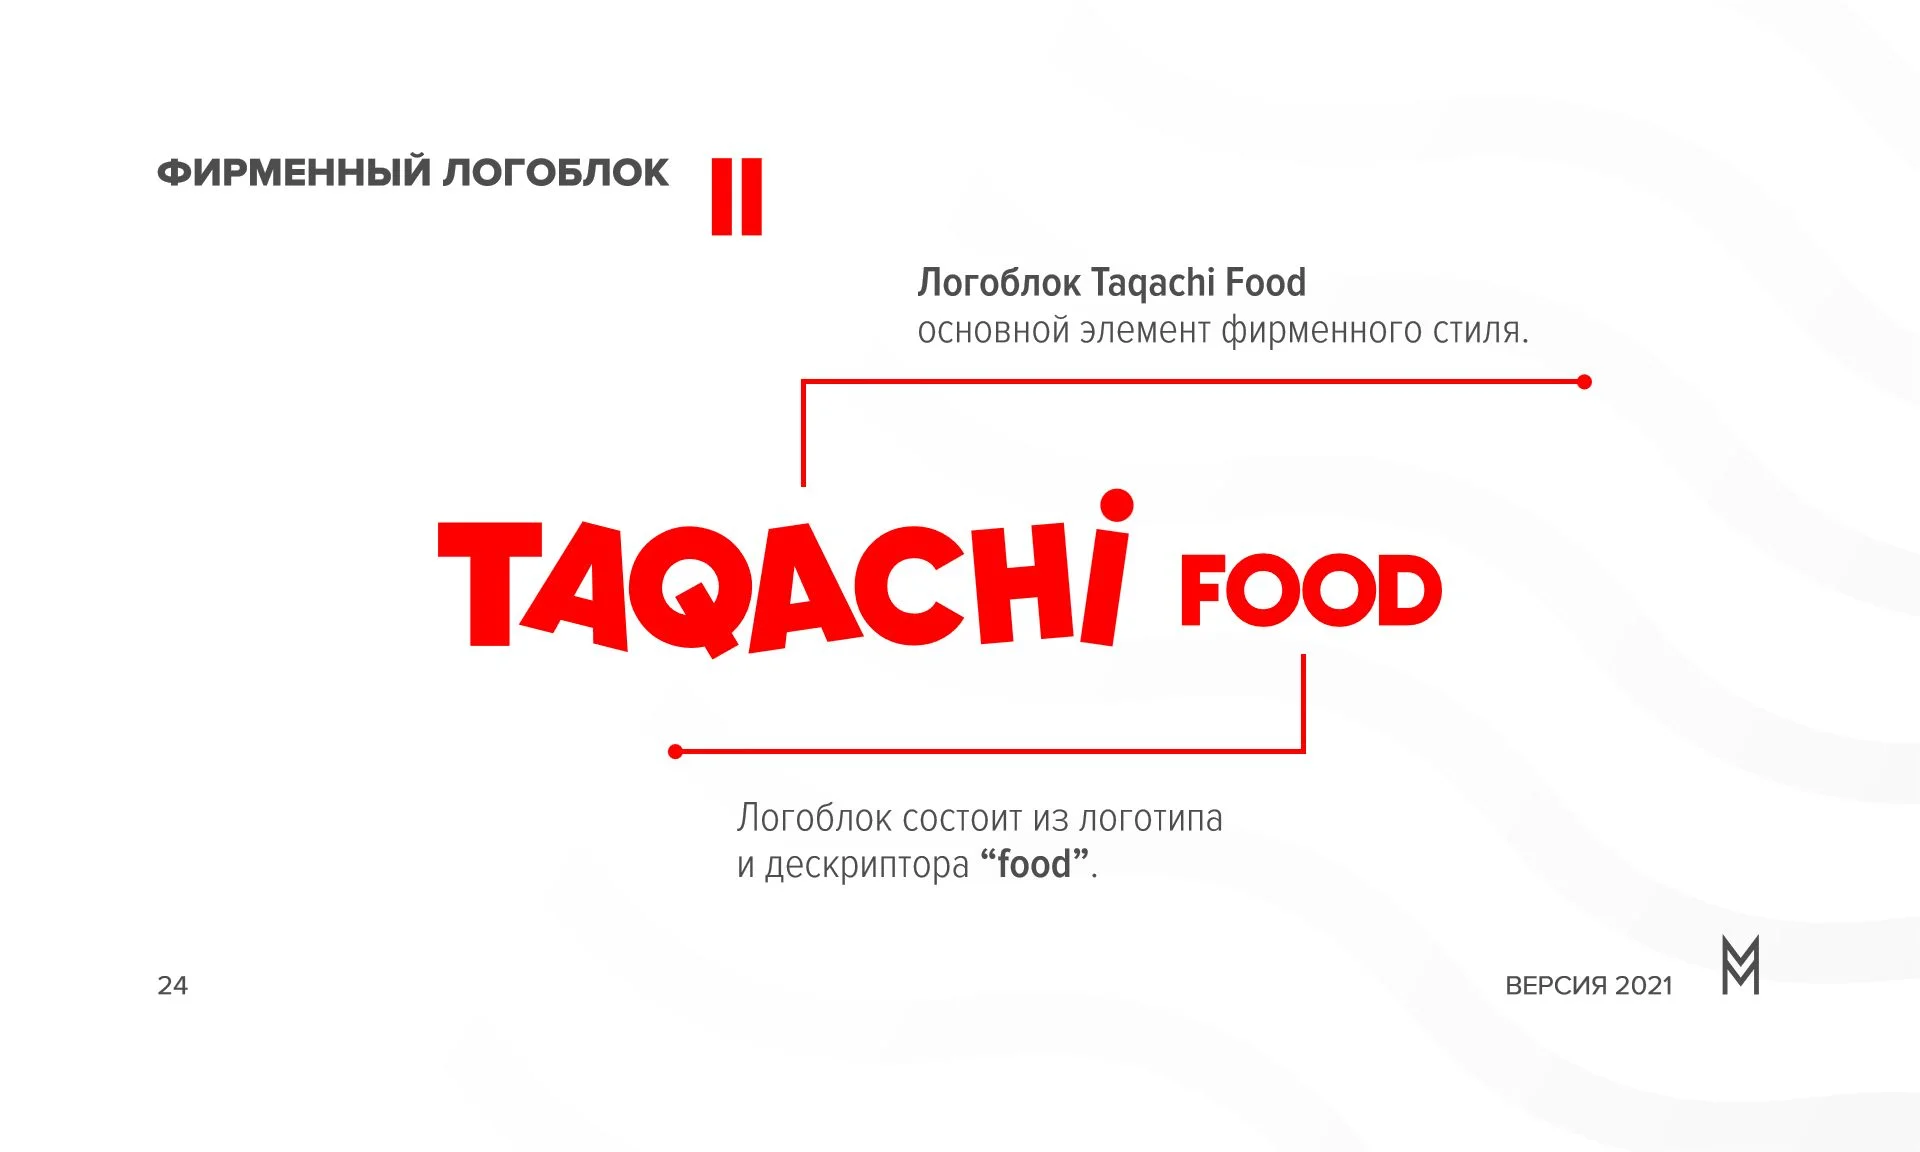 ФИРМЕННЫЙ ЛОГОБЛОК
Логоблок Taqachi Food
основной элемент фирменного стиля.
TAQACHi FOOD
Логоблок состоит из логотипа
и дескриптора “food”.
24
ВЕРСИЯ 2021